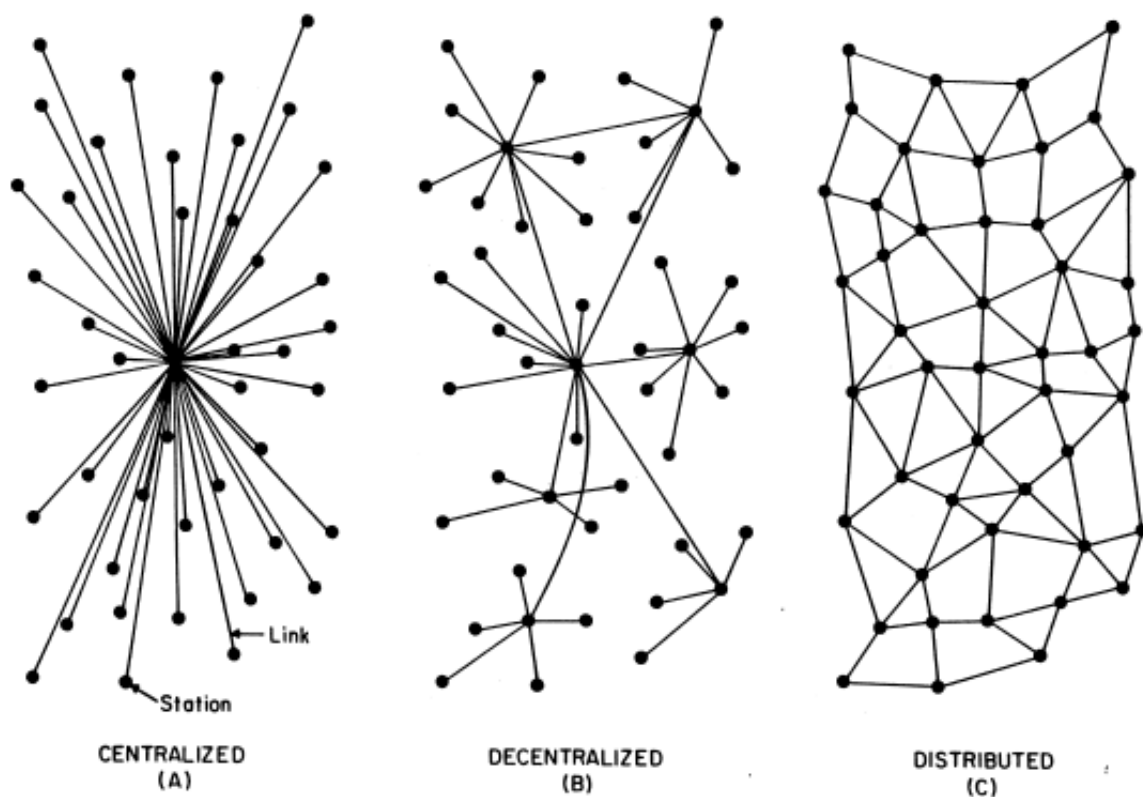 Link
Station
CENTRALIZED
(A)
DECENTRALIZED
(B)
DISTRIBUTED
(C)